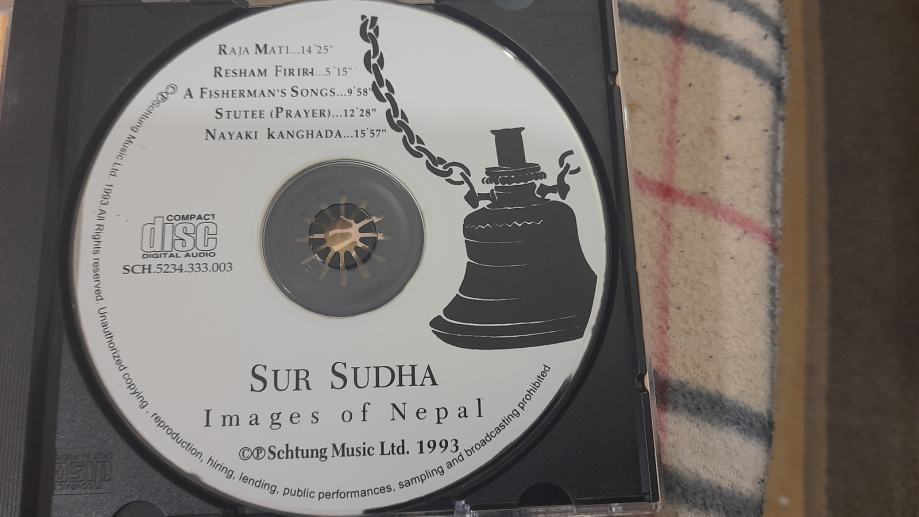 RAJA MATI...14'25"
RESHAM FIRIRI...5'15"
A FISHERMAN'S SONGS...9'58"
STUTEE (PRAYER)...12'28"
NAYAKI KANGHADA...15'57"
COMPACT
disc
DIGITAL AUDIO
SCH.5234.333.003
SUR SUDHA
Images of Nepal
©℗ Schtung Music Ltd. 1993
©℗ Schtung Music Ltd. 1993 All Rights reserved. Unauthorized copying, reproduction, hiring, lending, public performances, sampling and broadcasting prohibited